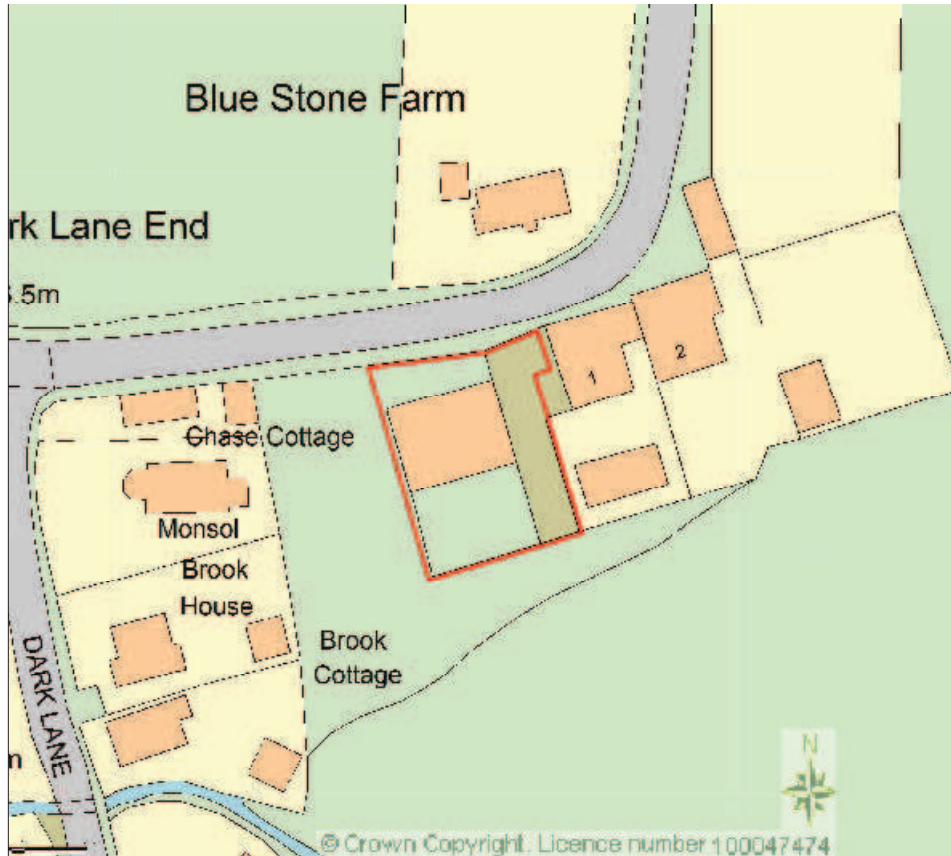 Blue Stone Farm
rk Lane End
.5m
1
2
Chase Cottage
Monsol
Brook
House
Brook
Cottage
DARK LANE
N
© Crown Copyright. Licence number 100047474